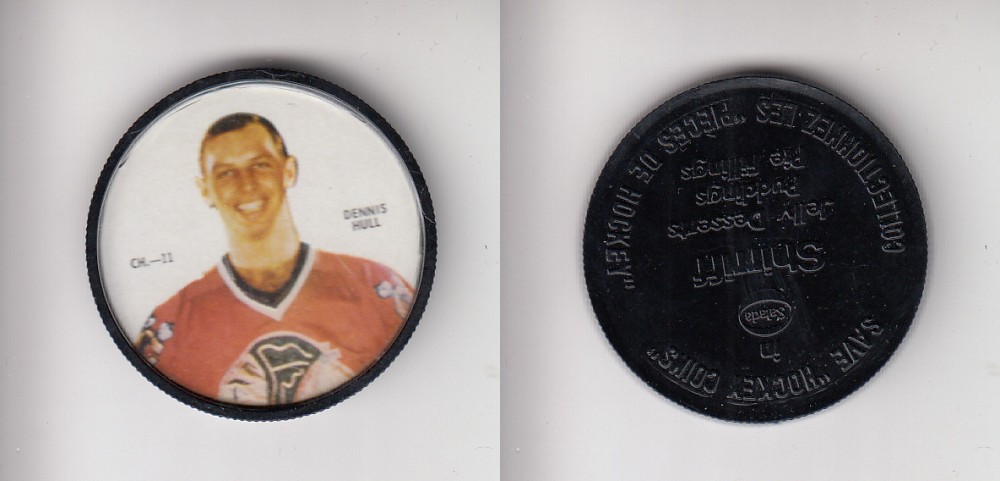 CH.—11
DENNIS
HULL
SAVE "HOCKEY COINS"
in
Salada
Shirriff
Jelly Desserts
Puddings
Pie Fillings
COLLECTIONNEZ LES "PIÈCES DE HOCKEY"